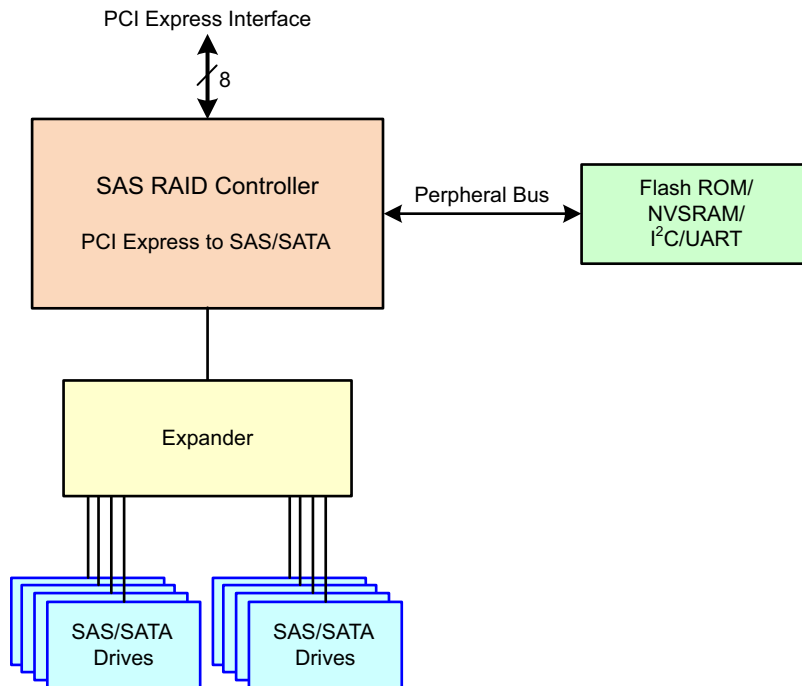 PCI Express Interface
8
SAS RAID Controller
PCI Express to SAS/SATA
Perpheral Bus
Flash ROM/
NVSRAM/
I²C/UART
Expander
SAS/SATA
Drives
SAS/SATA
Drives